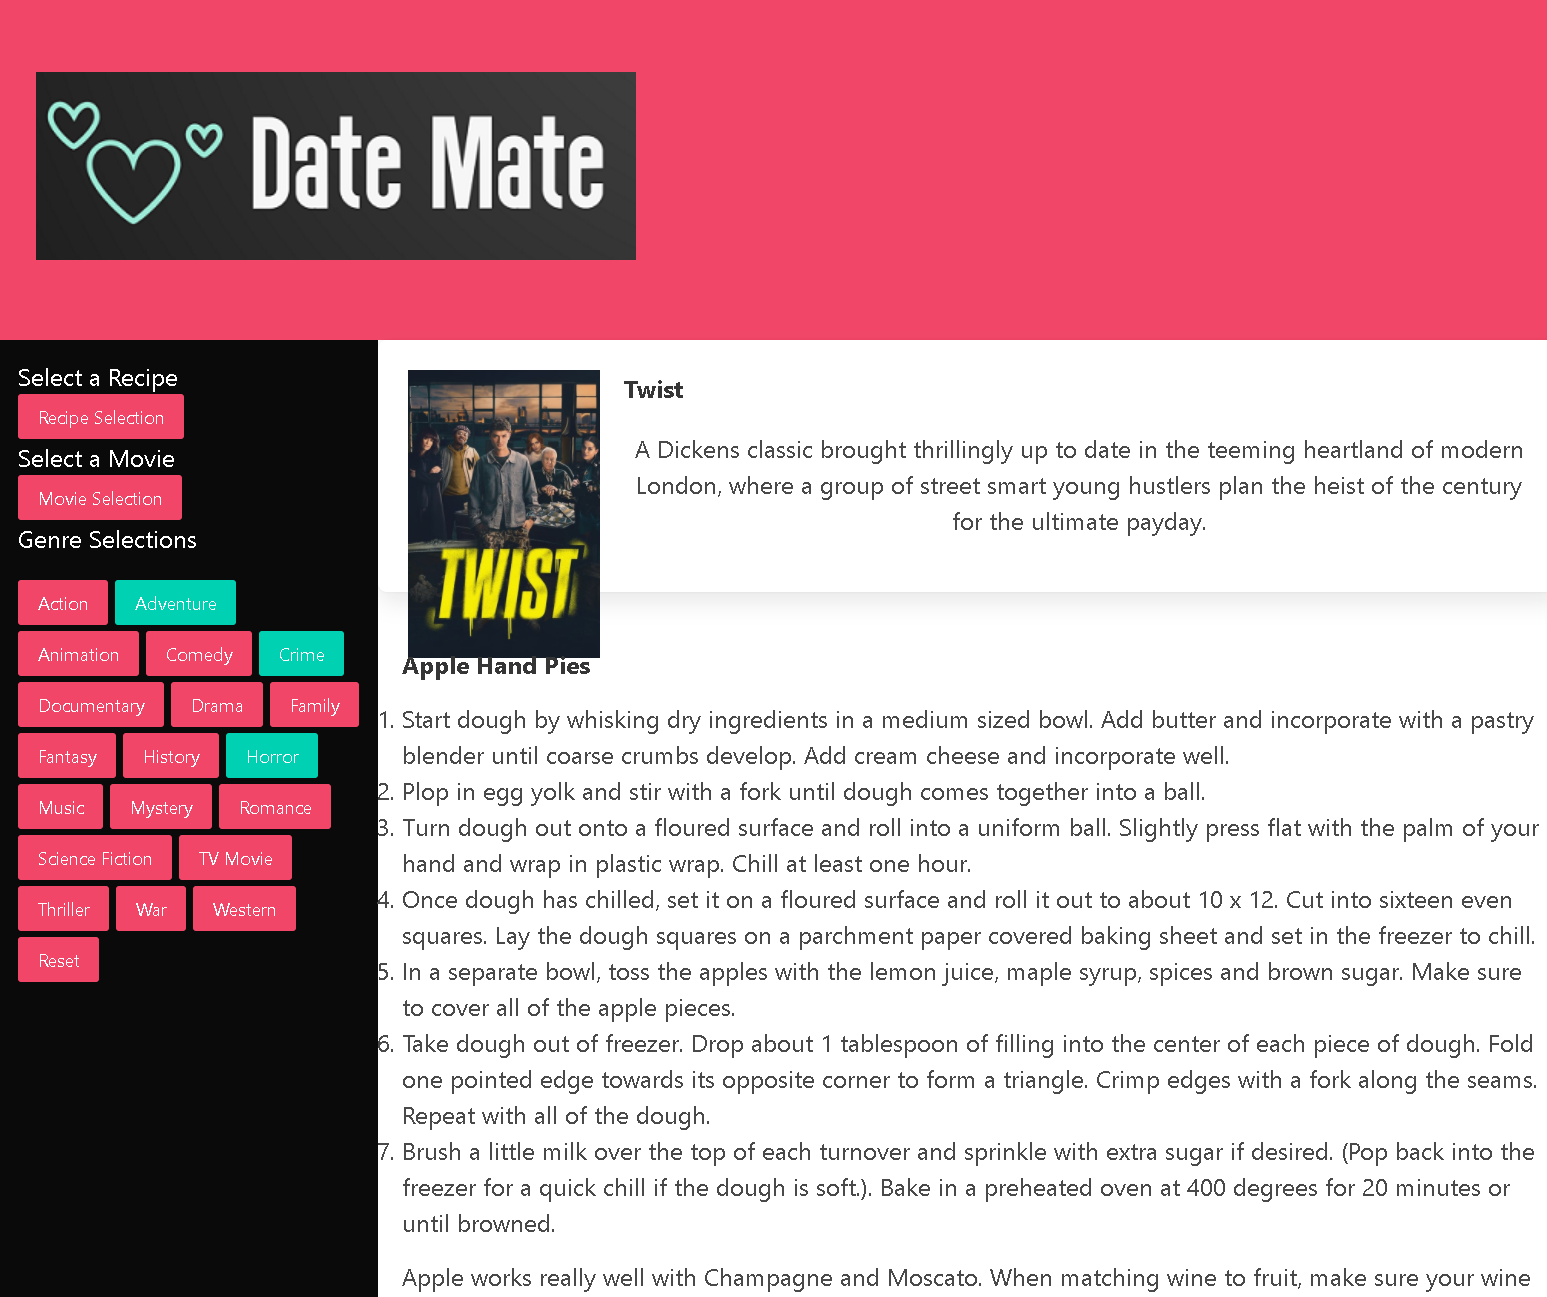 Date Mate
Select a Recipe
Recipe Selection
Select a Movie
Movie Selection
Genre Selections
Action Adventure
Animation Comedy Crime
Documentary Drama Family
Fantasy History Horror
Music Mystery Romance
Science Fiction TV Movie
Thriller War Western
Reset
TWIST
Twist
A Dickens classic brought thrillingly up to date in the teeming heartland of modern
London, where a group of street smart young hustlers plan the heist of the century
for the ultimate payday.
Apple Hand Pies
1. Start dough by whisking dry ingredients in a medium sized bowl. Add butter and incorporate with a pastry
blender until coarse crumbs develop. Add cream cheese and incorporate well.
2. Plop in egg yolk and stir with a fork until dough comes together into a ball.
3. Turn dough out onto a floured surface and roll into a uniform ball. Slightly press flat with the palm of your
hand and wrap in plastic wrap. Chill at least one hour.
4. Once dough has chilled, set it on a floured surface and roll it out to about 10 x 12. Cut into sixteen even
squares. Lay the dough squares on a parchment paper covered baking sheet and set in the freezer to chill.
5. In a separate bowl, toss the apples with the lemon juice, maple syrup, spices and brown sugar. Make sure
to cover all of the apple pieces.
6. Take dough out of freezer. Drop about 1 tablespoon of filling into the center of each piece of dough. Fold
one pointed edge towards its opposite corner to form a triangle. Crimp edges with a fork along the seams.
Repeat with all of the dough.
7. Brush a little milk over the top of each turnover and sprinkle with extra sugar if desired. (Pop back into the
freezer for a quick chill if the dough is soft.). Bake in a preheated oven at 400 degrees for 20 minutes or
until browned.
Apple works really well with Champagne and Moscato. When matching wine to fruit, make sure your wine